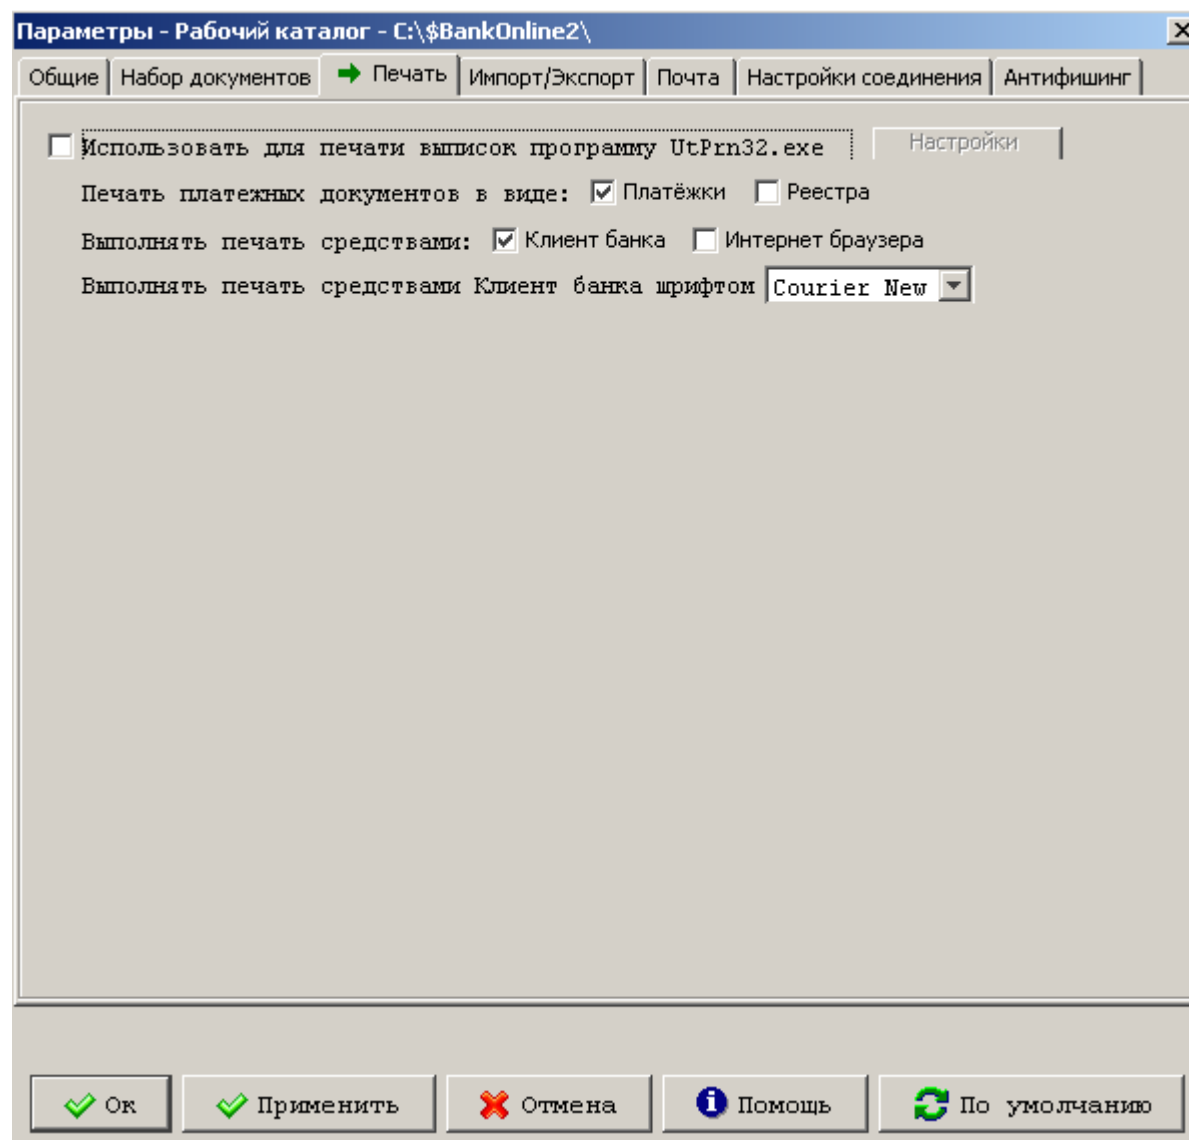 Параметры - Рабочий каталог - C:\$BankOnline2\
Общие Набор документов Печать Импорт/Экспорт Почта Настройки соединения Антифишинг
Использовать для печати выписок программу UtPrn32.exe Настройки
Печать платежных документов в виде: Платёжки Реестра
Выполнять печать средствами: Клиент банка Интернет браузера
Выполнять печать средствами Клиент банка шрифтом Courier New
Ок Применить Отмена Помощь По умолчанию